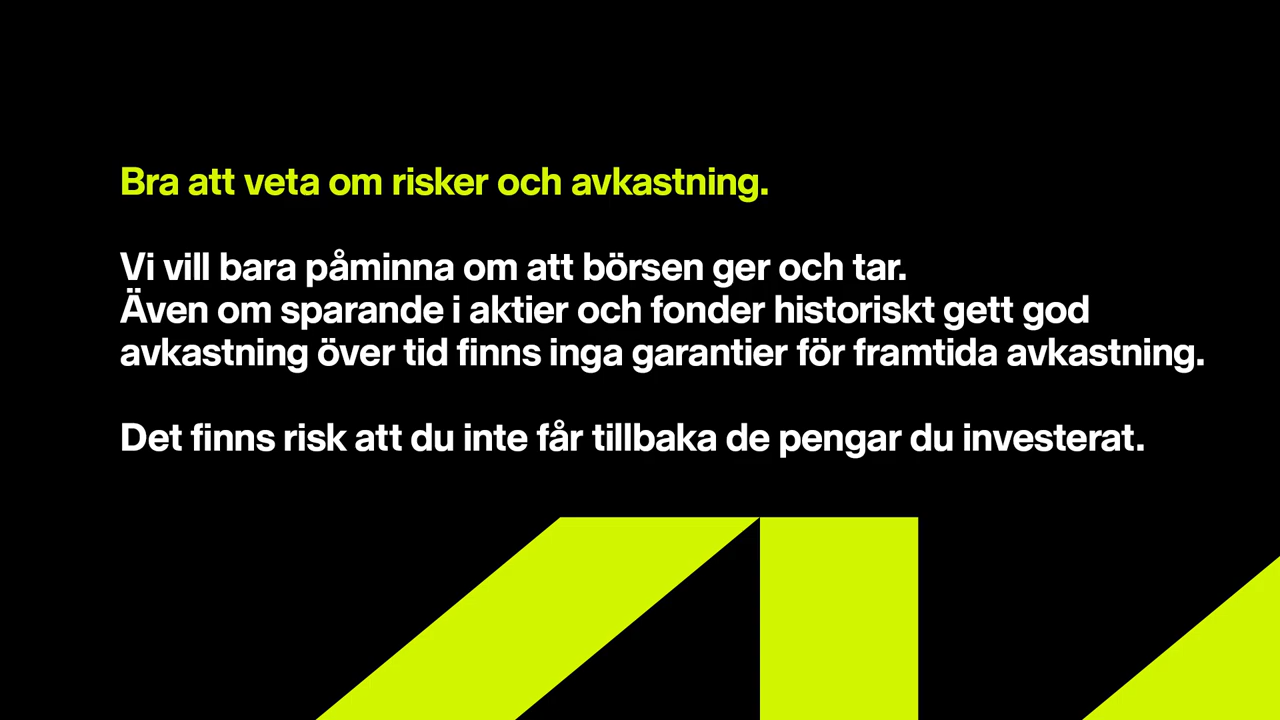 Bra att veta om risker och avkastning.
Vi vill bara påminna om att börsen ger och tar.
Även om sparande i aktier och fonder historiskt gett god
avkastning över tid finns inga garantier för framtida avkastning.
Det finns risk att du inte får tillbaka de pengar du investerat.